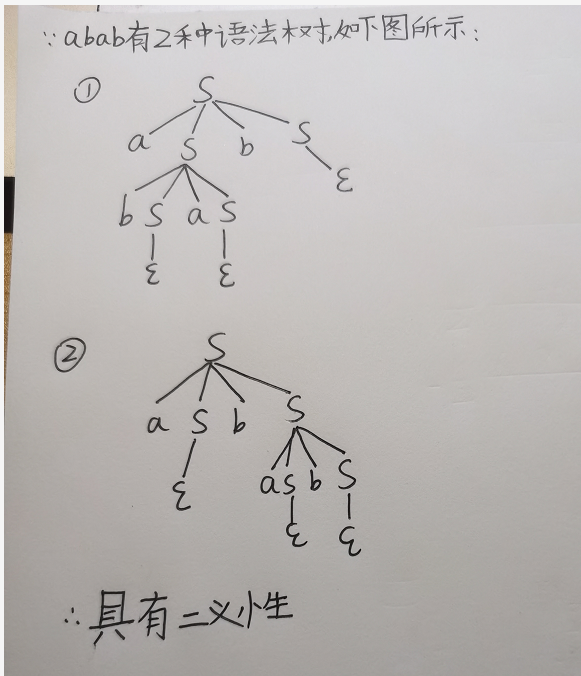 ∵ abab有2种语法树,如下图所示:
①
S
a S b S
ε
b S a S
ε ε
②
S
a S b S
ε a S b S
ε ε
∴ 具有二义性